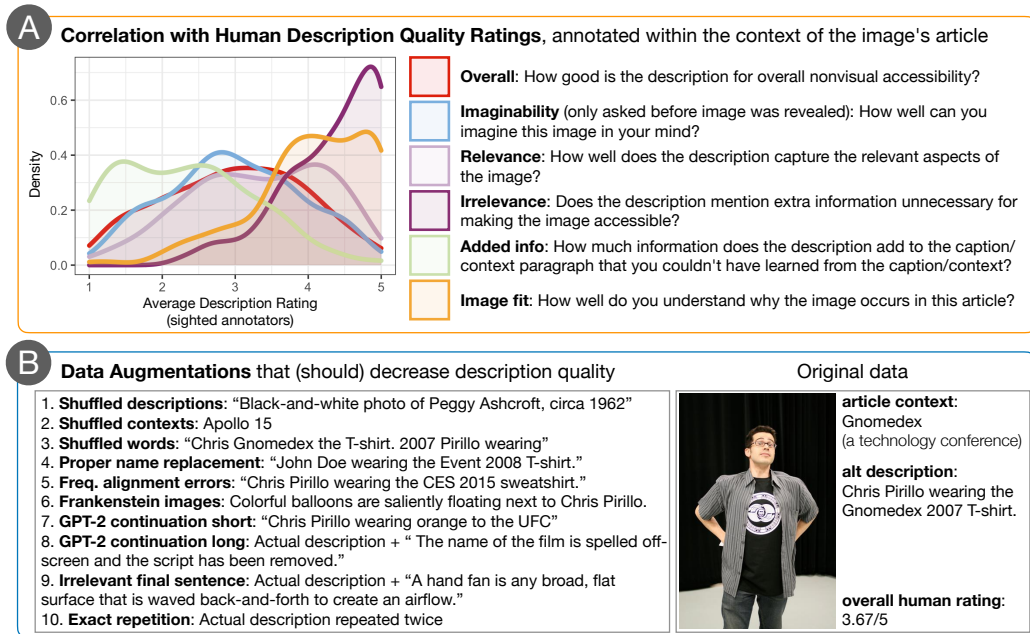 A
Correlation with Human Description Quality Ratings, annotated within the context of the image's article
0.6
0.4
0.2
0.0
Density
1 2 3 4 5
Average Description Rating
(sighted annotators)
Overall: How good is the description for overall nonvisual accessibility?
Imaginability (only asked before image was revealed): How well can you
imagine this image in your mind?
Relevance: How well does the description capture the relevant aspects of
the image?
Irrelevance: Does the description mention extra information unnecessary for
making the image accessible?
Added info: How much information does the description add to the caption/
context paragraph that you couldn't have learned from the caption/context?
Image fit: How well do you understand why the image occurs in this article?
B
Data Augmentations that (should) decrease description quality
1. Shuffled descriptions: “Black-and-white photo of Peggy Ashcroft, circa 1962”
2. Shuffled contexts: Apollo 15
3. Shuffled words: “Chris Gnomedex the T-shirt. 2007 Pirillo wearing”
4. Proper name replacement: “John Doe wearing the Event 2008 T-shirt.”
5. Freq. alignment errors: “Chris Pirillo wearing the CES 2015 sweatshirt.”
6. Frankenstein images: Colorful balloons are saliently floating next to Chris Pirillo.
7. GPT-2 continuation short: “Chris Pirillo wearing orange to the UFC”
8. GPT-2 continuation long: Actual description + “ The name of the film is spelled off-
screen and the script has been removed.”
9. Irrelevant final sentence: Actual description + “A hand fan is any broad, flat
surface that is waved back-and-forth to create an airflow.”
10. Exact repetition: Actual description repeated twice
Original data
article context:
Gnomedex
(a technology conference)
alt description:
Chris Pirillo wearing the
Gnomedex 2007 T-shirt.
overall human rating:
3.67/5